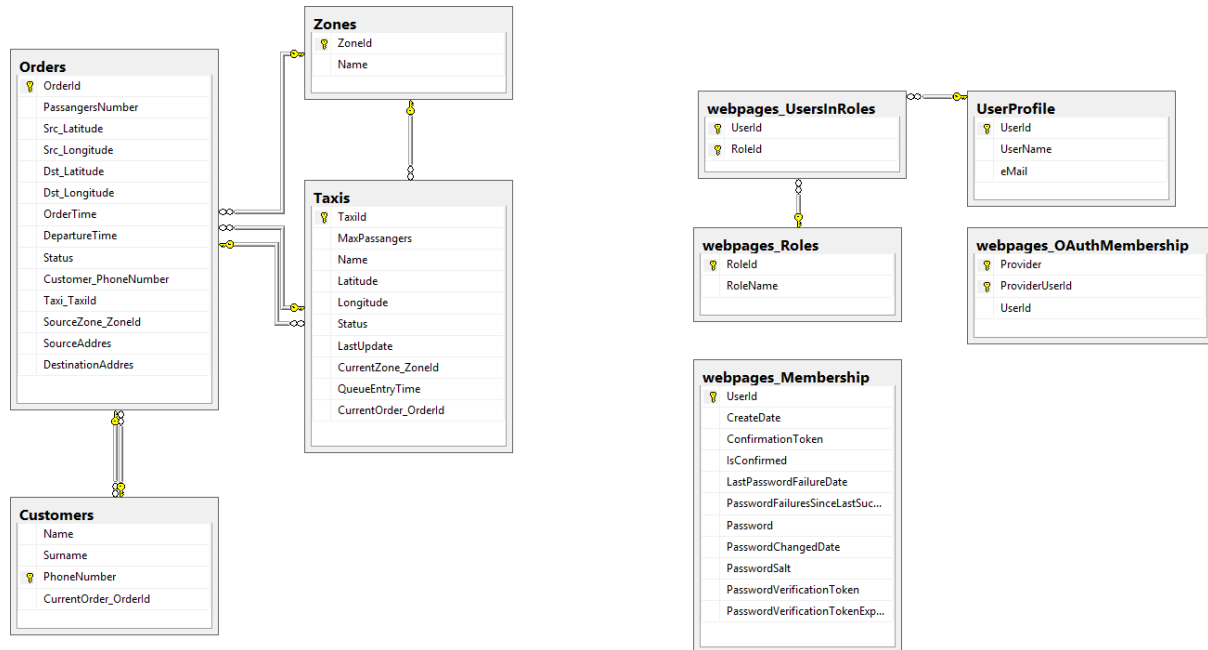 Orders
OrderId
PassangersNumber
Src_Latitude
Src_Longitude
Dst_Latitude
Dst_Longitude
OrderTime
DepartureTime
Status
Customer_PhoneNumber
Taxi_TaxiId
SourceZone_ZoneId
SourceAddres
DestinationAddres
Zones
ZoneId
Name
Taxis
TaxiId
MaxPassangers
Name
Latitude
Longitude
Status
LastUpdate
CurrentZone_ZoneId
QueueEntryTime
CurrentOrder_OrderId
Customers
Name
Surname
PhoneNumber
CurrentOrder_OrderId
webpages_UsersInRoles
UserId
RoleId
UserProfile
UserId
UserName
eMail
webpages_Roles
RoleId
RoleName
webpages_OAuthMembership
Provider
ProviderUserId
UserId
webpages_Membership
UserId
CreateDate
ConfirmationToken
IsConfirmed
LastPasswordFailureDate
PasswordFailuresSinceLastSuc...
Password
PasswordChangedDate
PasswordSalt
PasswordVerificationToken
PasswordVerificationTokenExp...